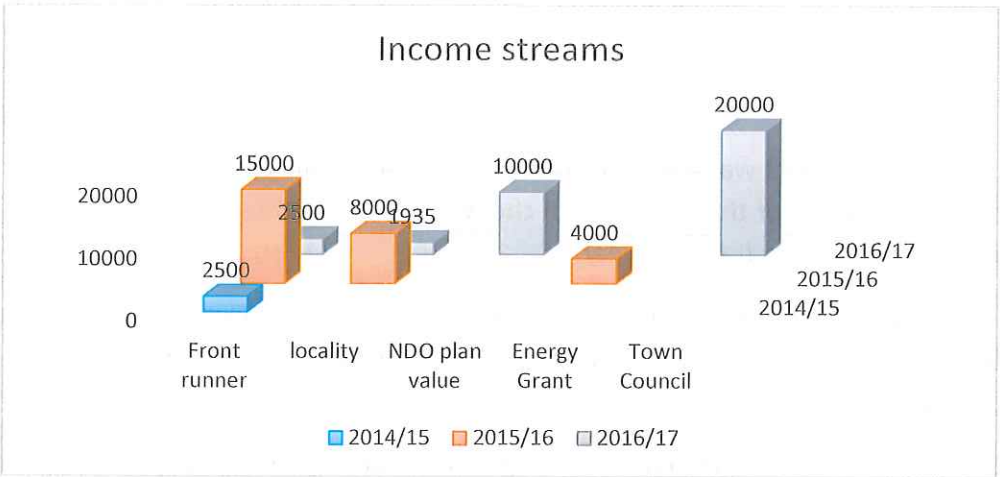 Income streams
20000
15000
10000
2500
8000
1935
4000
2500
20000
10000
0
2016/17
2015/16
2014/15
Front runner
locality
NDO plan value
Energy Grant
Town Council
2014/15
2015/16
2016/17